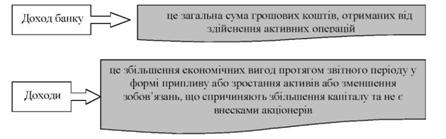 Доход банку
це загальна сума грошових коштів, отриманих від
здійснення активних операцій
Доходи
це збільшення економічних вигод протягом звітного періоду у
формі припливу або зростання активів або зменшення
зобов'язань, що спричиняють збільшення капіталу та не є
внесками акціонерів